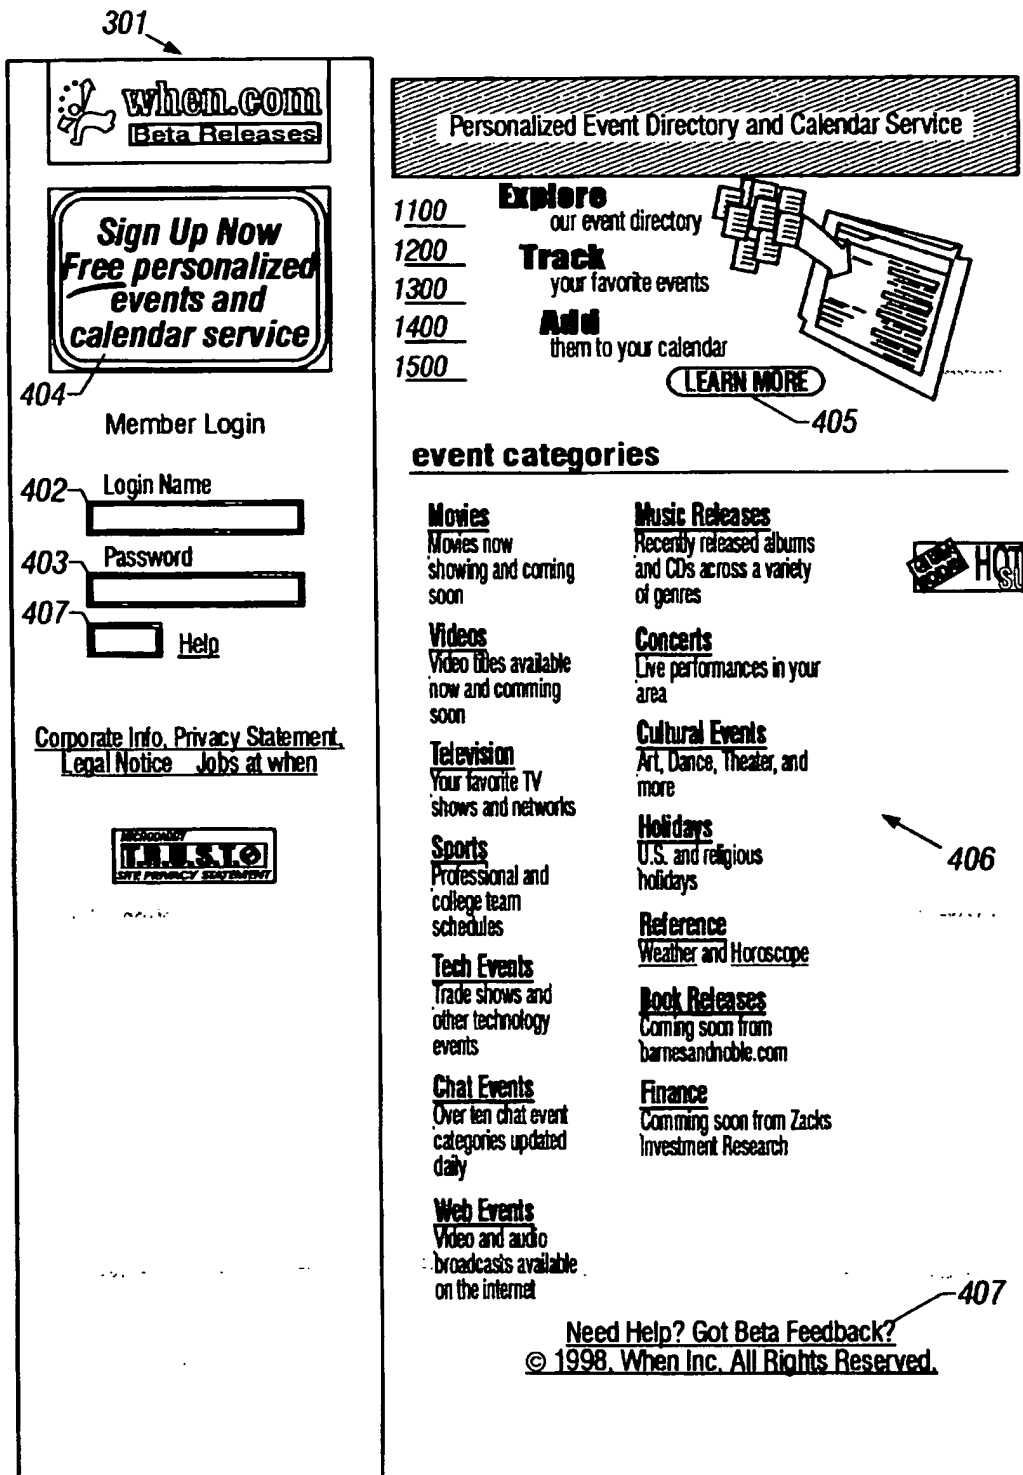 301
when.com
Beta Releases
Personalized Event Directory and Calendar Service
Sign Up Now
Free personalized
events and
calendar service
404
Member Login
402
Login Name
403
Password
407
Help
Corporate Info, Privacy Statement,
Legal Notice Jobs at when
T.R.U.S.T.
SITE PRIVACY STATEMENT
1100
1200
1300
1400
1500
Explore
our event directory
Track
your favorite events
Add
them to your calendar
LEARN MORE
405
event categories
Movies
Movies now
showing and coming
soon
Videos
Video titles available
now and comming
soon
Television
Your favorite TV
shows and networks
Sports
Professional and
college team
schedules
Tech Events
Trade shows and
other technology
events
Chat Events
Over ten chat event
categories updated
daily
Web Events
Video and audio
broadcasts available
on the internet
Music Releases
Recently released albums
and CDs across a variety
of genres
Concerts
Live performances in your
area
Cultural Events
Art, Dance, Theater, and
more
Holidays
U.S. and religious
holidays
Reference
Weather and Horoscope
Book Releases
Coming soon from
barnesandnoble.com
Finance
Comming soon from Zacks
Investment Research
HOT
406
407
Need Help? Got Beta Feedback?
© 1998, When Inc. All Rights Reserved.